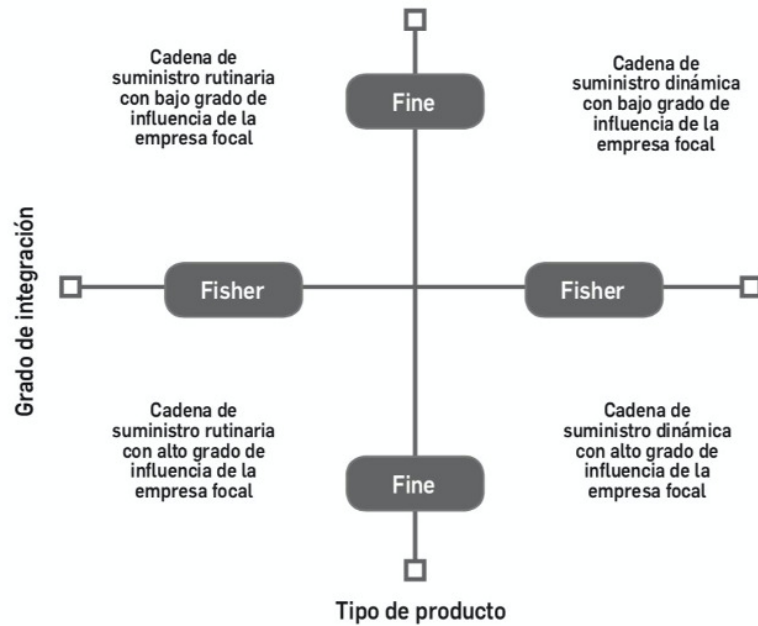 Cadena de
suministro rutinaria
con bajo grado de
influencia de la
empresa focal
Fine
Cadena de
suministro dinámica
con bajo grado de
influencia de la
empresa focal
Grado de integración
Fisher
Fisher
Cadena de
suministro rutinaria
con alto grado de
influencia de la
empresa focal
Fine
Cadena de
suministro dinámica
con alto grado de
influencia de la
empresa focal
Tipo de producto